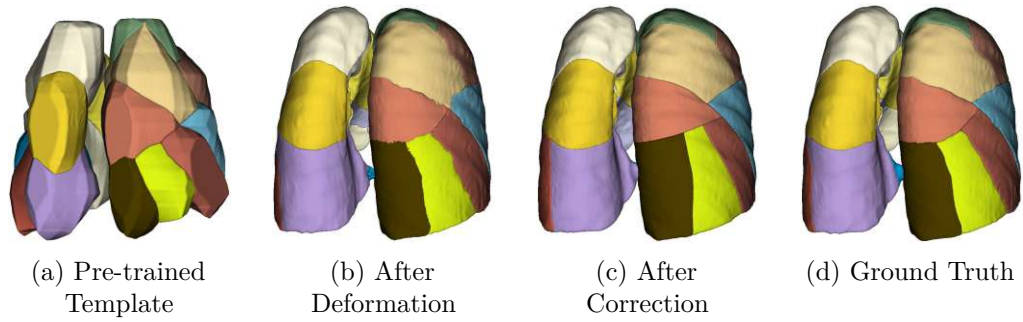 (a) Pre-trained
Template
(b) After
Deformation
(c) After
Correction
(d) Ground Truth